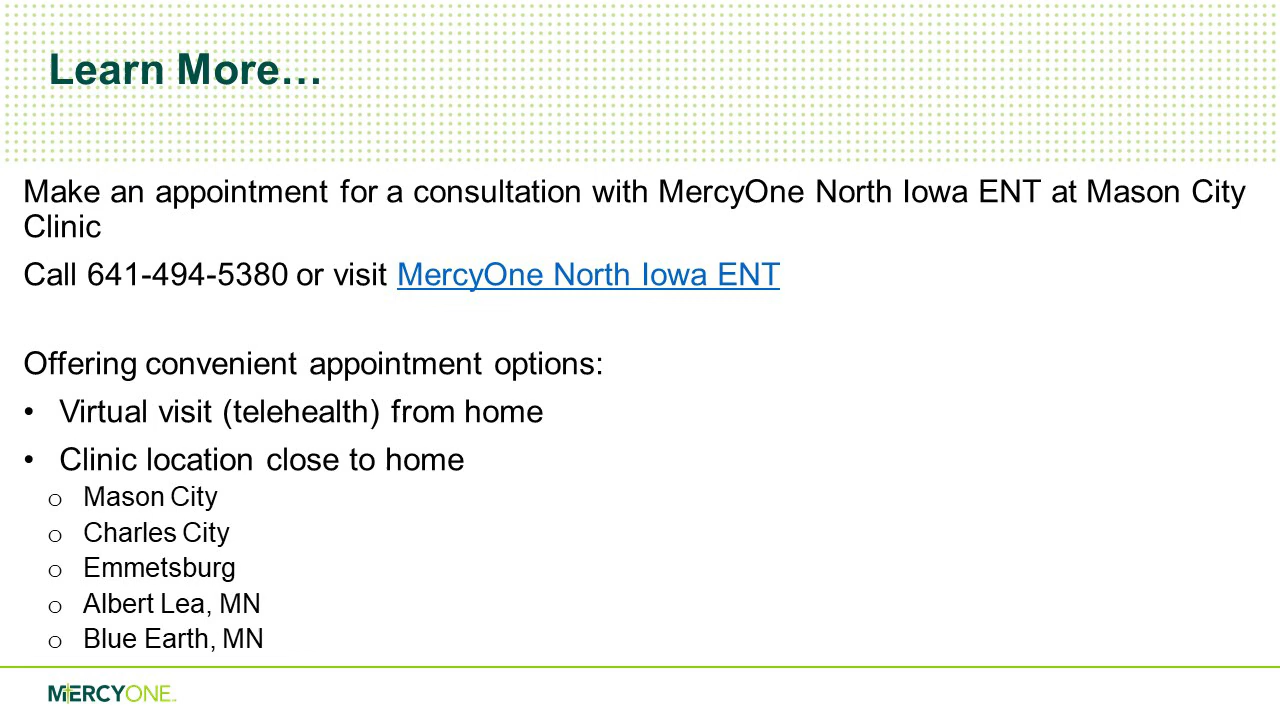 Learn More…
Make an appointment for a consultation with MercyOne North Iowa ENT at Mason City
Clinic
Call 641-494-5380 or visit MercyOne North Iowa ENT
Offering convenient appointment options:
• Virtual visit (telehealth) from home
• Clinic location close to home
o Mason City
o Charles City
o Emmetsburg
o Albert Lea, MN
o Blue Earth, MN
MERCYONE